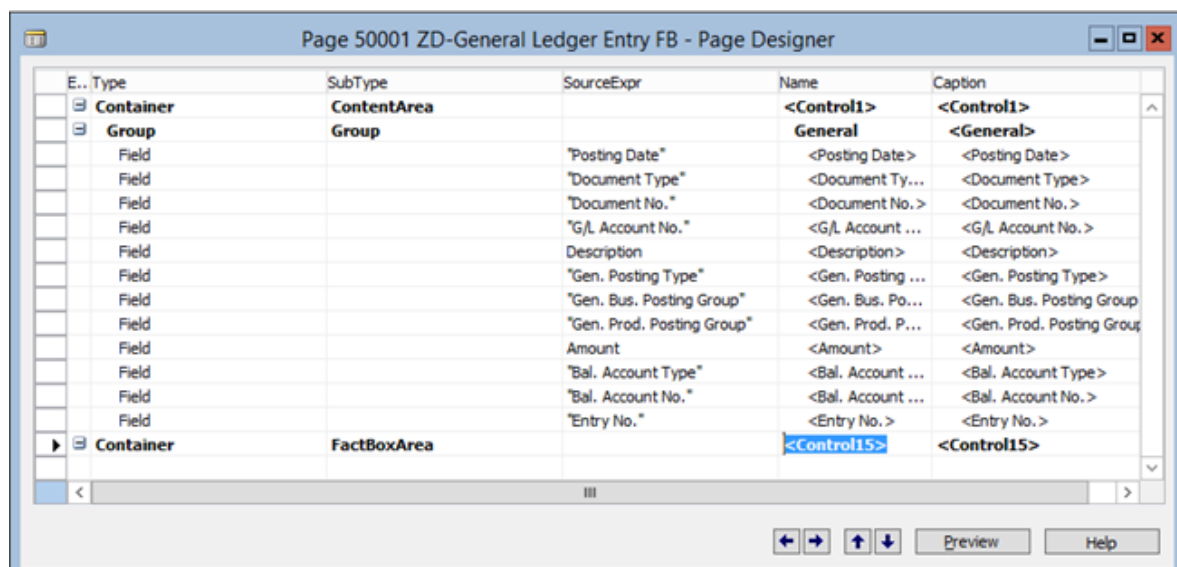 Page 50001 ZD-General Ledger Entry FB - Page Designer
E.. Type SubType SourceExpr Name Caption
Container ContentArea <Control1> <Control1>
Group Group General <General>
Field "Posting Date" <Posting Date> <Posting Date>
Field "Document Type" <Document Ty... <Document Type>
Field "Document No." <Document No.> <Document No.>
Field "G/L Account No." <G/L Account ... <G/L Account No.>
Field Description <Description> <Description>
Field "Gen. Posting Type" <Gen. Posting ... <Gen. Posting Type>
Field "Gen. Bus. Posting Group" <Gen. Bus. Po... <Gen. Bus. Posting Group
Field "Gen. Prod. Posting Group" <Gen. Prod. P... <Gen. Prod. Posting Group
Field Amount <Amount> <Amount>
Field "Bal. Account Type" <Bal. Account ... <Bal. Account Type>
Field "Bal. Account No." <Bal. Account ... <Bal. Account No.>
Field "Entry No." <Entry No.> <Entry No.>
Container FactBoxArea <Control15> <Control15>
Preview Help